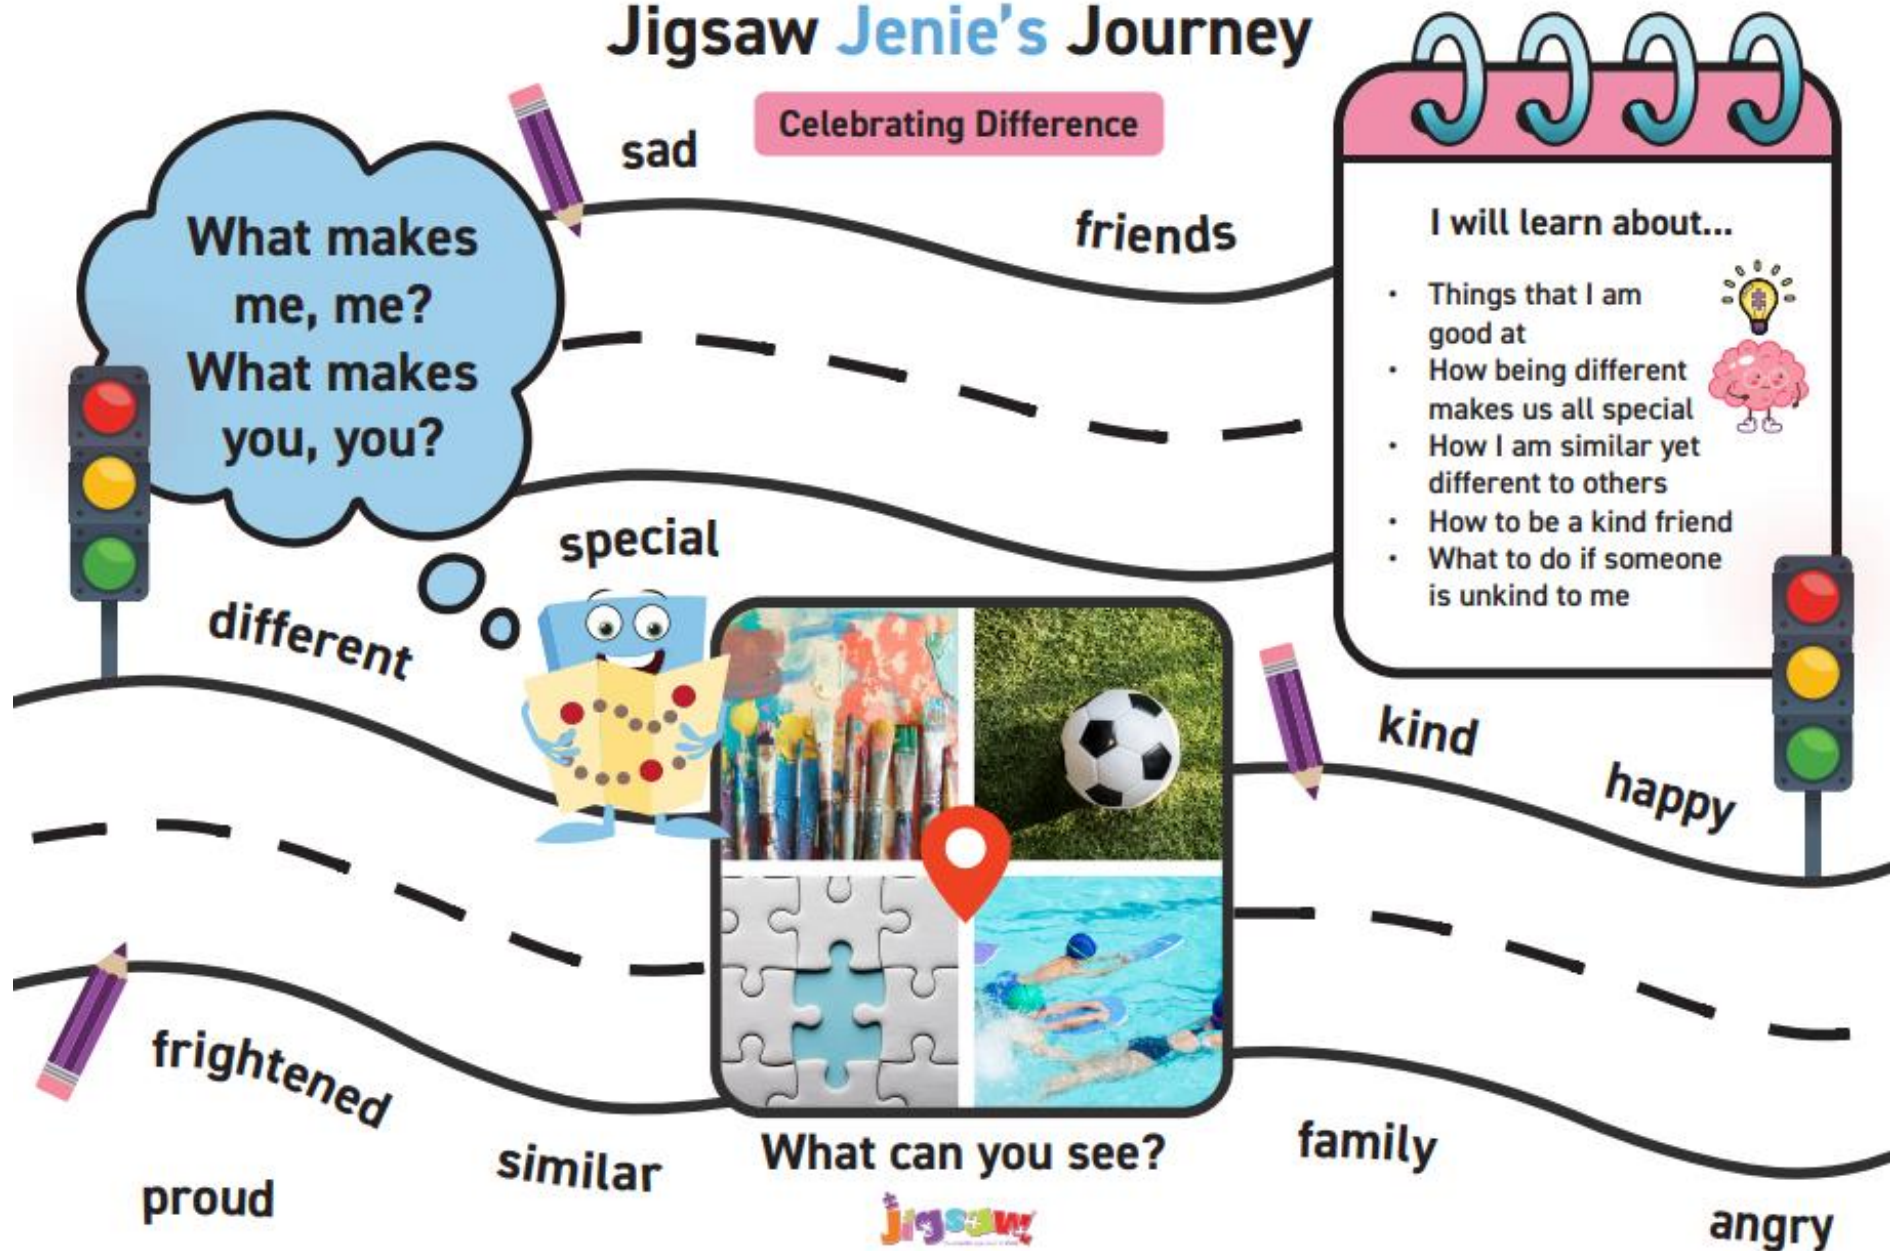 Jigsaw Jenie's Journey
Celebrating Difference
sad
friends
What makes
me, me?
What makes
you, you?
I will learn about...
• Things that I am
good at
• How being different
makes us all special
• How I am similar yet
different to others
• How to be a kind friend
• What to do if someone
is unkind to me
special
different
kind
happy
frightened
similar
proud
What can you see?
family
angry
jigsaw